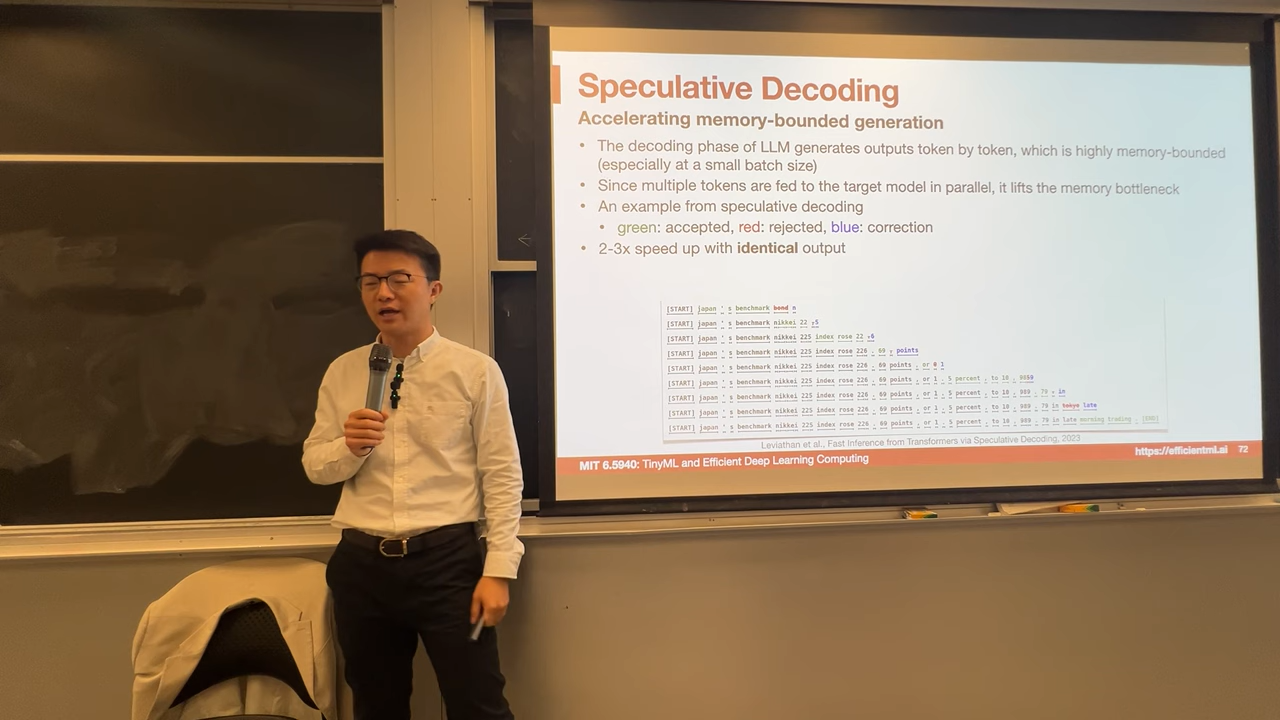 Speculative Decoding
Accelerating memory-bounded generation
• The decoding phase of LLM generates outputs token by token, which is highly memory-bounded
(especially at a small batch size)
• Since multiple tokens are fed to the target model in parallel, it lifts the memory bottleneck
• An example from speculative decoding
• green: accepted, red: rejected, blue: correction
• 2-3x speed up with identical output
[START] japan ' s benchmark bond n
[START] japan ' s benchmark nikkei 22 75
[START] japan ' s benchmark nikkei 225 index rose 22 76
[START] japan ' s benchmark nikkei 225 index rose 226 . 69 7 points
[START] japan ' s benchmark nikkei 225 index rose 226 . 69 points , or 0 1
[START] japan ' s benchmark nikkei 225 index rose 226 . 69 points , or 1 . 5 percent , to 10 , 9859
[START] japan ' s benchmark nikkei 225 index rose 226 . 69 points , or 1 . 5 percent , to 10 , 989 . 79 7 in
[START] japan ' s benchmark nikkei 225 index rose 226 . 69 points , or 1 . 5 percent , to 10 , 989 . 79 in tokyo late
[START] japan ' s benchmark nikkei 225 index rose 226 . 69 points , or 1 . 5 percent , to 10 , 989 . 79 in late morning trading . [END]
Leviathan et al., Fast Inference from Transformers via Speculative Decoding, 2023
MIT 6.5940: TinyML and Efficient Deep Learning Computing https://efficientml.ai 72